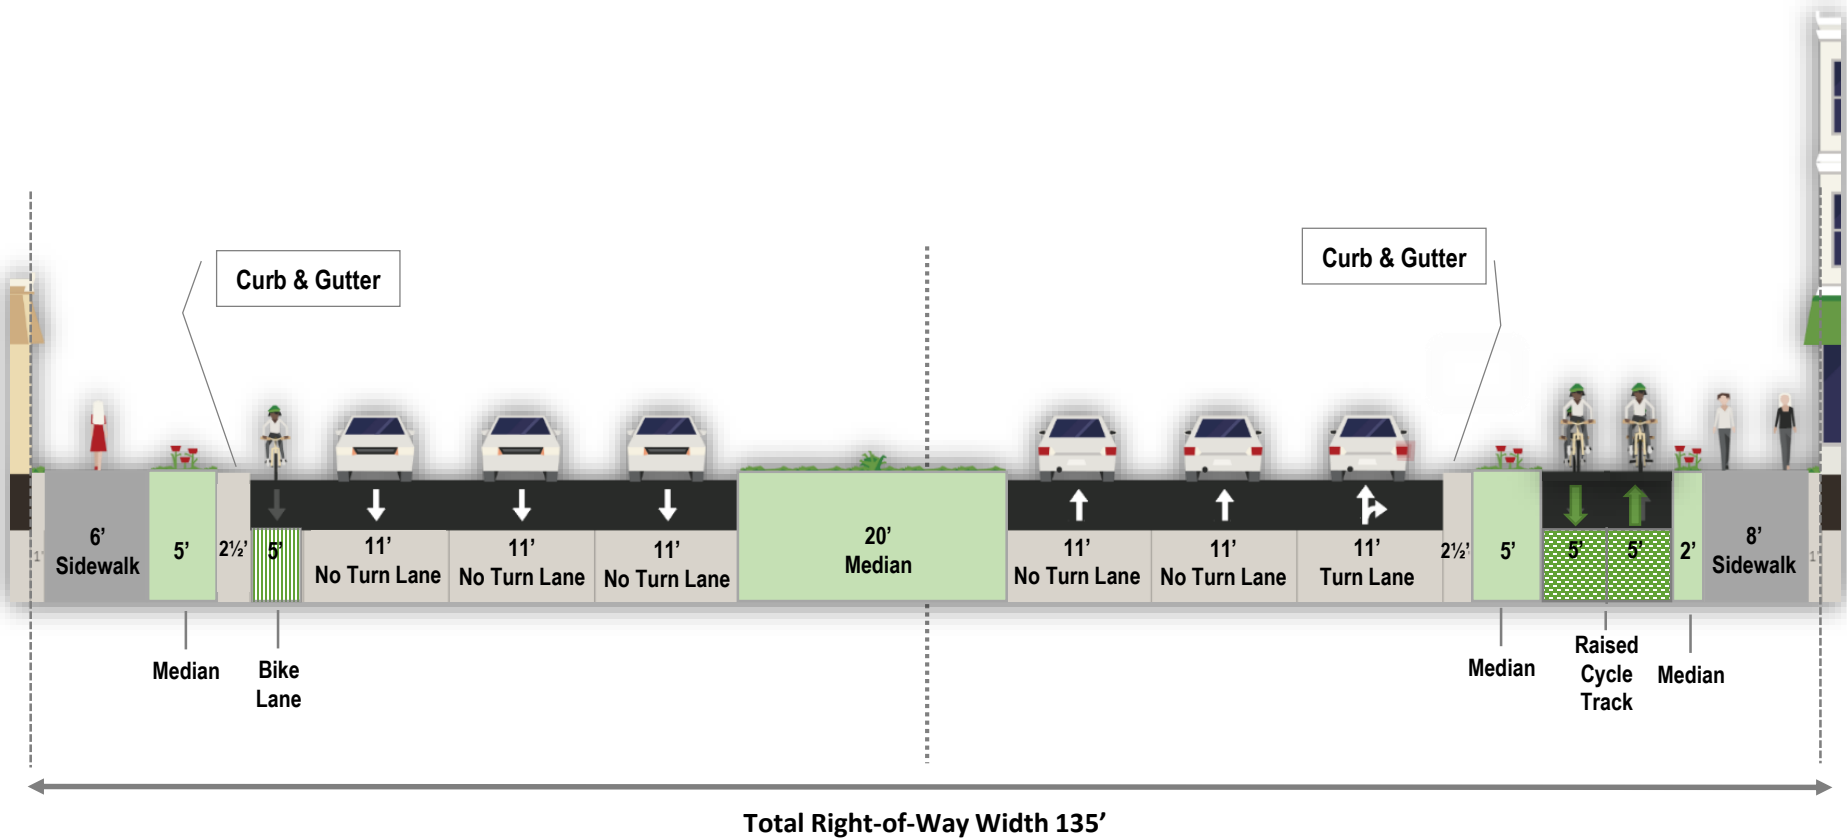 Curb & Gutter
Curb & Gutter
1'
6’
Sidewalk
5’
2½’
5’
11’
No Turn Lane
11’
No Turn Lane
11’
No Turn Lane
20’
Median
11’
No Turn Lane
11’
No Turn Lane
11’
Turn Lane
2½’
5’
5’
5’
2’
8’
Sidewalk
1'
Median
Bike
Lane
Median
Raised
Cycle
Track
Median
Total Right-of-Way Width 135’